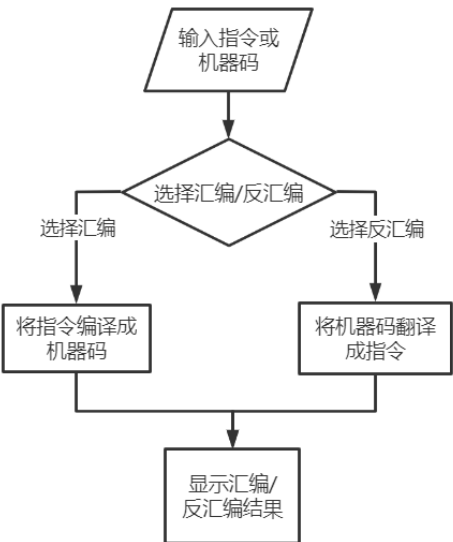 输入指令或
机器码
选择汇编/反汇编
选择汇编
选择反汇编
将指令编译成
机器码
将机器码翻译
成指令
显示汇编/
反汇编结果